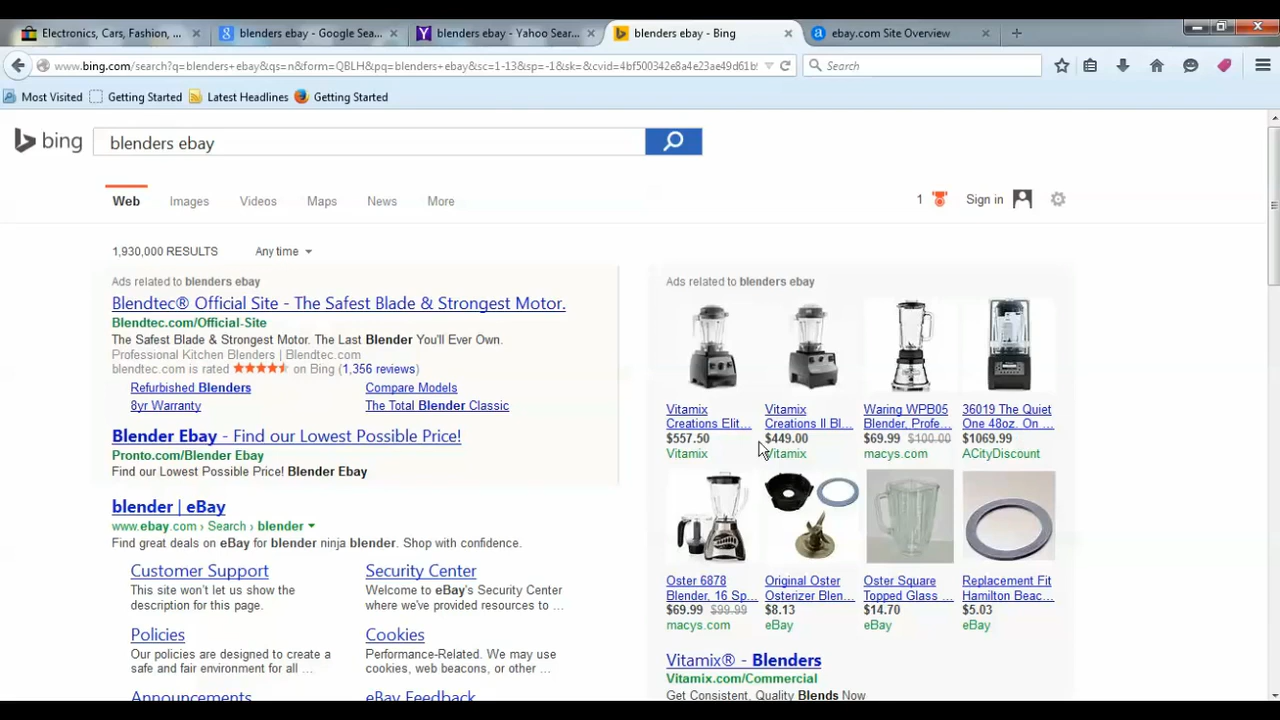 Electronics, Cars, Fashion, ...
blenders ebay - Google Sea...
blenders ebay - Yahoo Sear...
blenders ebay - Bing
ebay.com Site Overview
www.bing.com/search?q=blenders+ebay&qs=n&form=QBLH&pq=blenders+ebay&sc=1-13&sp=-1&sk=&cvid=4bf500342e8a4e23ae49d61b9
Search
Most Visited
Getting Started
Latest Headlines
Getting Started
bing
blenders ebay
Web
Images
Videos
Maps
News
More
1
Sign in
1,930,000 RESULTS
Any time
Ads related to blenders ebay
Blendtec® Official Site - The Safest Blade & Strongest Motor.
Blendtec.com/Official-Site
The Safest Blade & Strongest Motor. The Last Blender You'll Ever Own.
Professional Kitchen Blenders | Blendtec.com
blendtec.com is rated ★★★★★ on Bing (1,356 reviews)
Refurbished Blenders
Compare Models
8yr Warranty
The Total Blender Classic
Blender Ebay - Find our Lowest Possible Price!
Pronto.com/Blender Ebay
Find our Lowest Possible Price! Blender Ebay
blender | eBay
www.ebay.com › Search › blender
Find great deals on eBay for blender ninja blender. Shop with confidence.
Customer Support
This site won't let us show the
description for this page.
Security Center
Welcome to eBay's Security Center
where we've provided resources to ...
Policies
Our policies are designed to create a
safe and fair environment for all ...
Cookies
Performance-Related. We may use
cookies, web beacons, or other ...
Announcements
eBay Feedback
Ads related to blenders ebay
Vitamix
Creations Elit...
$557.50
Vitamix
Vitamix
Creations II Bl...
$449.00
Vitamix
Waring WPB05
Blender, Profe...
$69.99 $100.00
macys.com
36019 The Quiet
One 48oz. On ...
$1069.99
ACityDiscount
Oster 6878
Blender, 16 Sp...
$69.99 $99.99
macys.com
Original Oster
Osterizer Blen...
$8.13
eBay
Oster Square
Topped Glass ...
$14.70
eBay
Replacement Fit
Hamilton Beac...
$5.03
eBay
Vitamix® - Blenders
Vitamix.com/Commercial
Get Consistent, Quality Blends Now